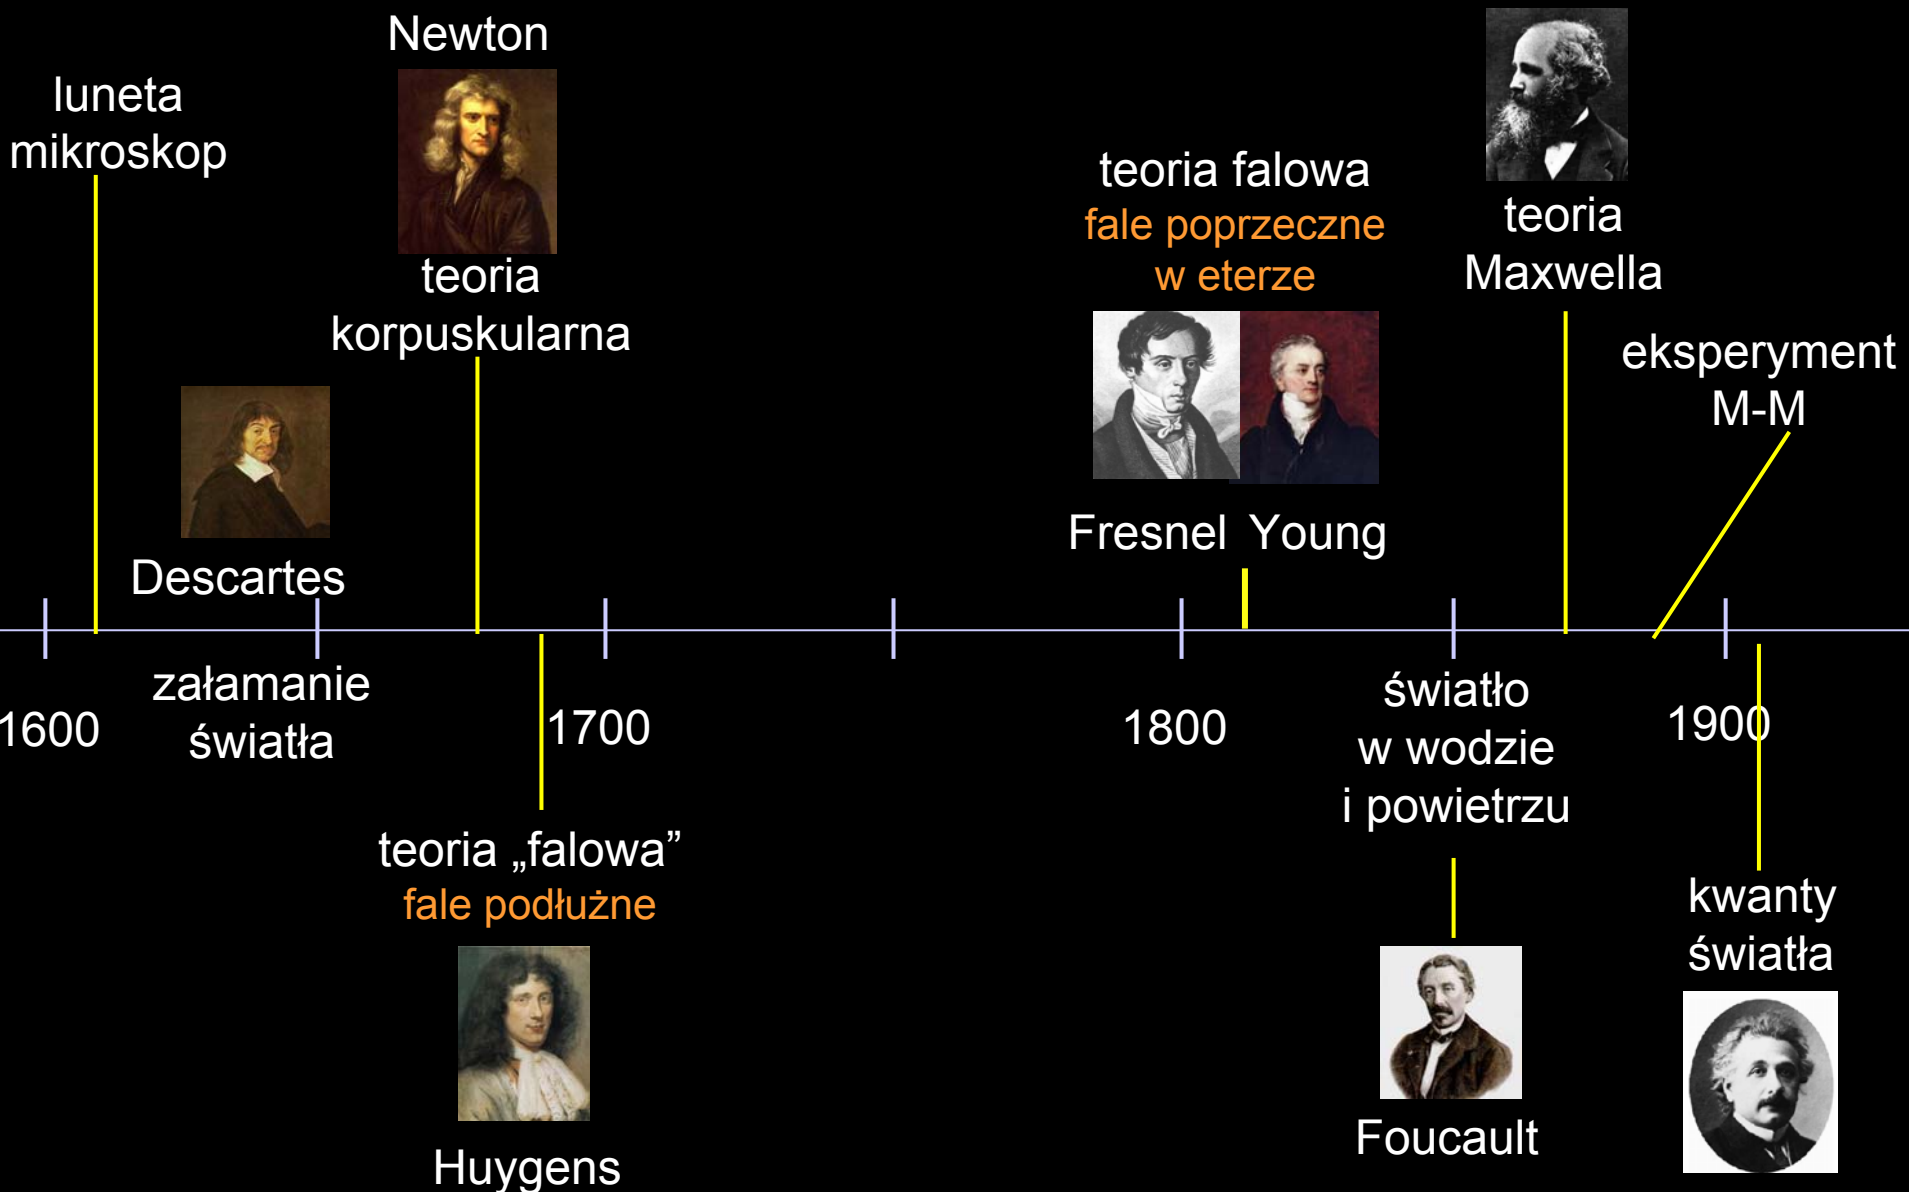 Newton
luneta
mikroskop
teoria
korpuskularna
Descartes
teoria falowa
fale poprzeczne
w eterze
Fresnel Young
teoria
Maxwella
eksperyment
M-M
1600
załamanie
światła
1700
1800
1900
teoria „falowa”
fale podłużne
Huygens
światło
w wodzie
i powietrzu
Foucault
kwanty
światła